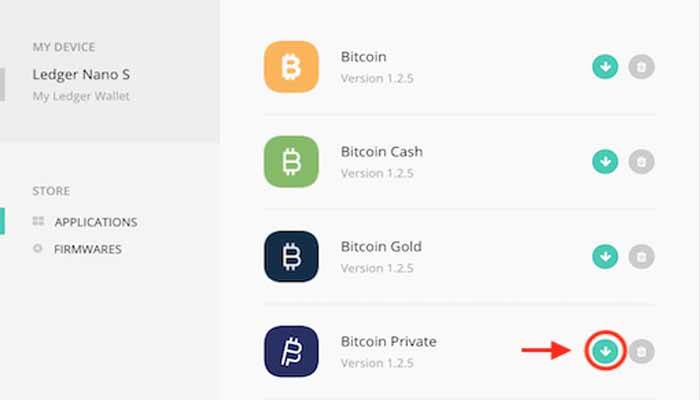 MY DEVICE
Ledger Nano S
My Ledger Wallet
STORE
APPLICATIONS
FIRMWARES
Bitcoin
Version 1.2.5
Bitcoin Cash
Version 1.2.5
Bitcoin Gold
Version 1.2.5
Bitcoin Private
Version 1.2.5